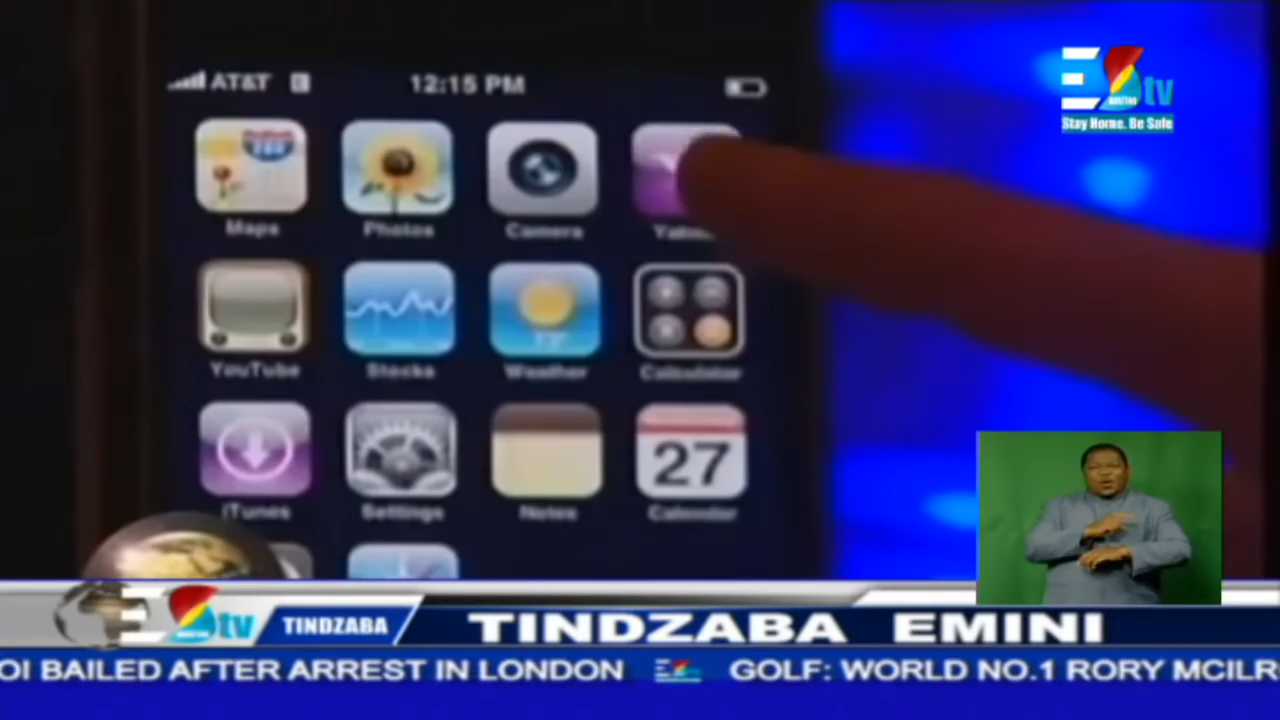 AT&T E 12:15 PM
E tv
Stay Home. Be Safe
Maps Photos Camera
YouTube Stocks Weather Calculator
27
iTunes Settings Notes Calendar
E tv TINDZABA TINDZABA EMINI
OI BAILED AFTER ARREST IN LONDON GOLF: WORLD NO.1 RORY MCILR